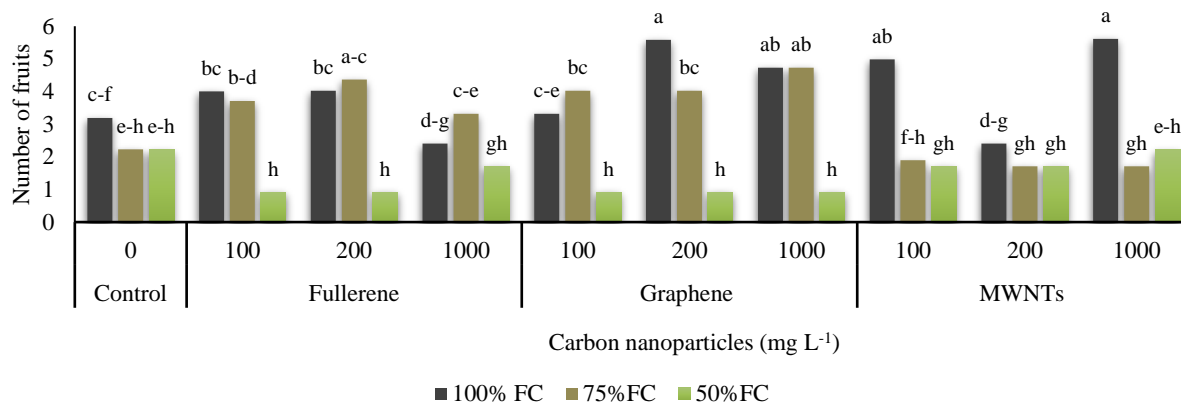 Number of fruits
6
5
4
3
2
1
0
c-f
e-h
e-h
bc
b-d
h
bc
a-c
h
d-g
c-e
gh
c-e
bc
h
a
bc
h
ab
ab
h
ab
f-h
gh
d-g
gh
gh
a
gh
e-h
0 100 200 1000 100 200 1000 100 200 1000
Control Fullerene Graphene MWNTs
Carbon nanoparticles (mg L⁻¹)
100% FC 75%FC 50%FC